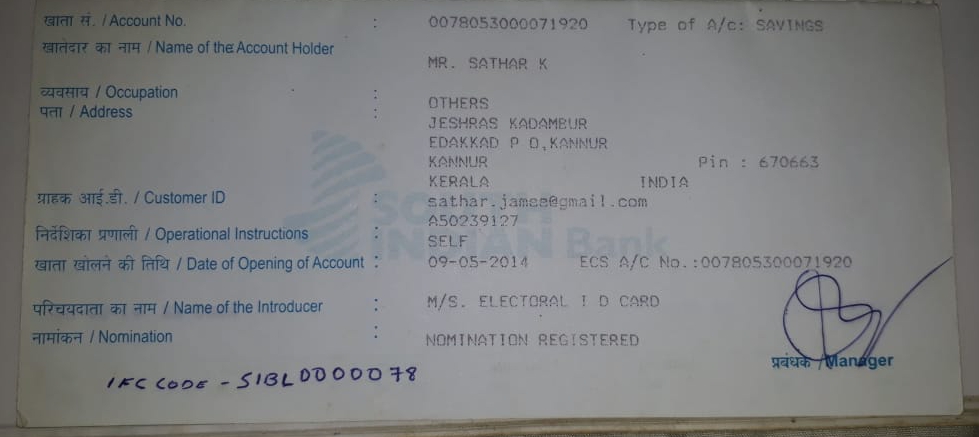 खाता सं. / Account No. : 0078053000071920 Type of A/c: SAVINGS
खातेदार का नाम / Name of the Account Holder
MR. SATHAR K
व्यवसाय / Occupation : OTHERS
पता / Address : JESHRAS KADAMBUR
EDAKKAD P O,KANNUR
KANNUR Pin : 670663
KERALA INDIA
ग्राहक आई.डी. / Customer ID : sathar.jamse@gmail.com
A50239127
निर्देशिका प्रणाली / Operational Instructions : SELF
SOUTH
INDIAN Bank
खाता खोलने की तिथि / Date of Opening of Account : 09-05-2014 ECS A/C No.:007805300071920
परिचयदाता का नाम / Name of the Introducer : M/S. ELECTORAL I D CARD
नामांकन / Nomination : NOMINATION REGISTERED
प्रबंधक / Manager
IFC CODE - SIBL0000078